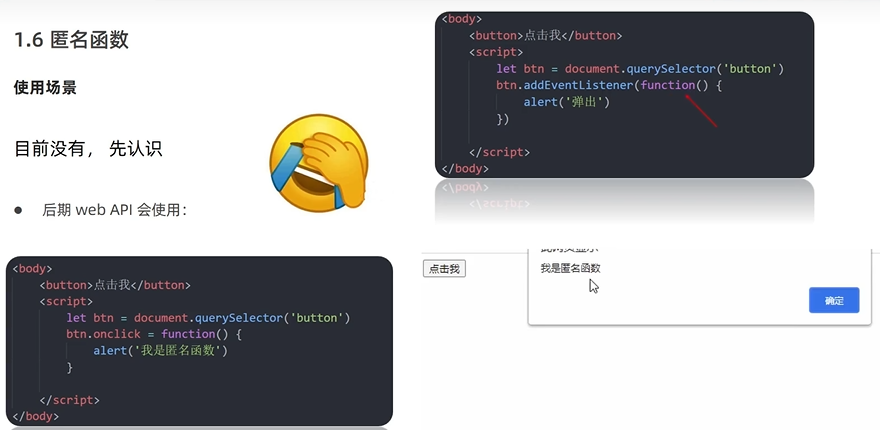 1.6 匿名函数
使用场景
目前没有， 先认识
● 后期 web API 会使用：
<body>
<button>点击我</button>
<script>
let btn = document.querySelector('button')
btn.addEventListener(function() {
alert('弹出')
})
</script>
</body>
<body>
<button>点击我</button>
<script>
let btn = document.querySelector('button')
btn.onclick = function() {
alert('我是匿名函数')
}
</script>
</body>
点击我
我是匿名函数
确定